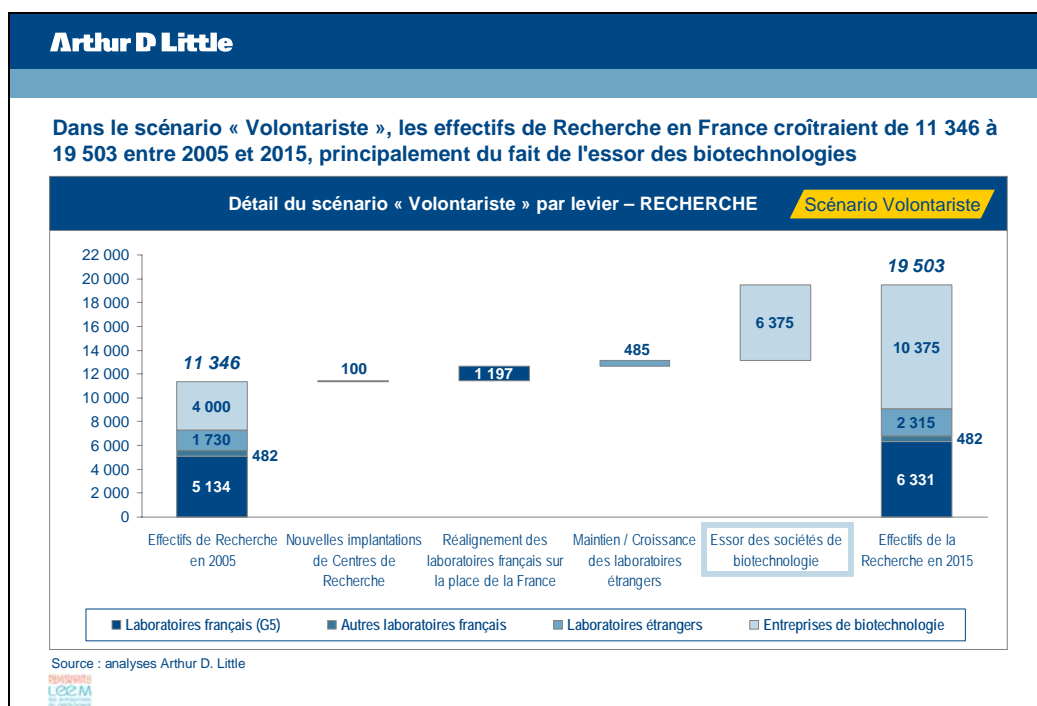 Arthur D Little
Dans le scénario « Volontariste », les effectifs de Recherche en France croîtraient de 11 346 à
19 503 entre 2005 et 2015, principalement du fait de l'essor des biotechnologies
Détail du scénario « Volontariste » par levier – RECHERCHE
Scénario Volontariste
22 000
20 000
18 000
16 000
14 000
12 000
10 000
8 000
6 000
4 000
2 000
0
11 346
4 000
1 730
482
5 134
100
1 197
485
6 375
19 503
10 375
2 315
482
6 331
Effectifs de Recherche
en 2005
Nouvelles implantations
de Centres de
Recherche
Réalignement des
laboratoires français sur
la place de la France
Maintien / Croissance
des laboratoires
étrangers
Essor des sociétés de
biotechnologie
Effectifs de la
Recherche en 2015
Laboratoires français (G5)
Autres laboratoires français
Laboratoires étrangers
Entreprises de biotechnologie
Source : analyses Arthur D. Little
LEEM